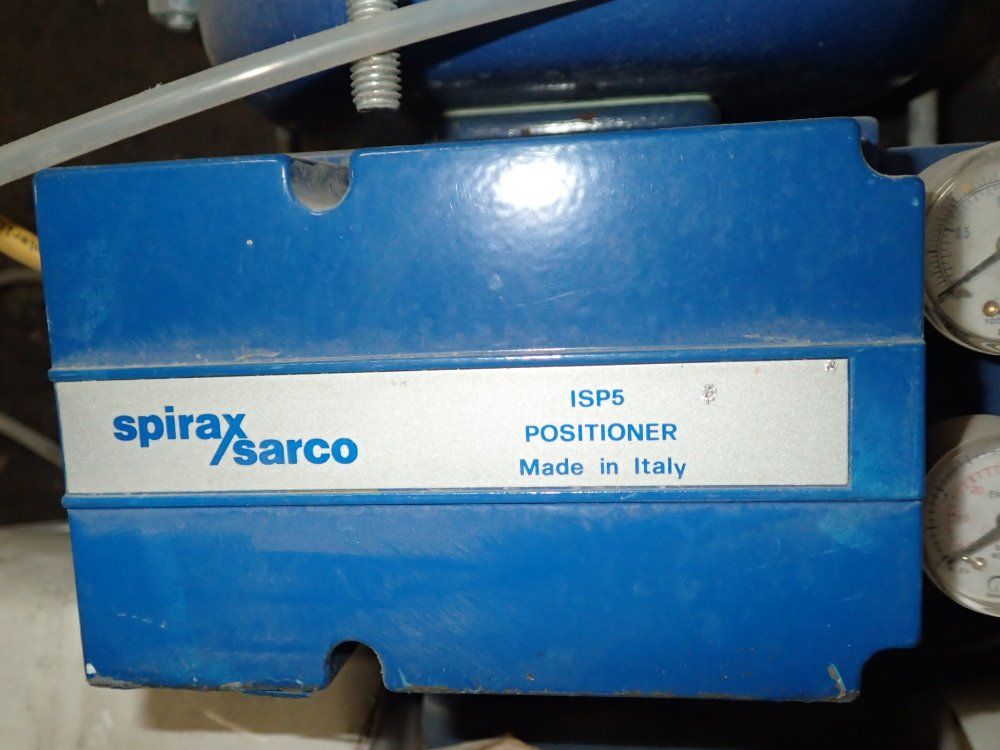 spirax
/sarco
ISP5
POSITIONER
Made in Italy